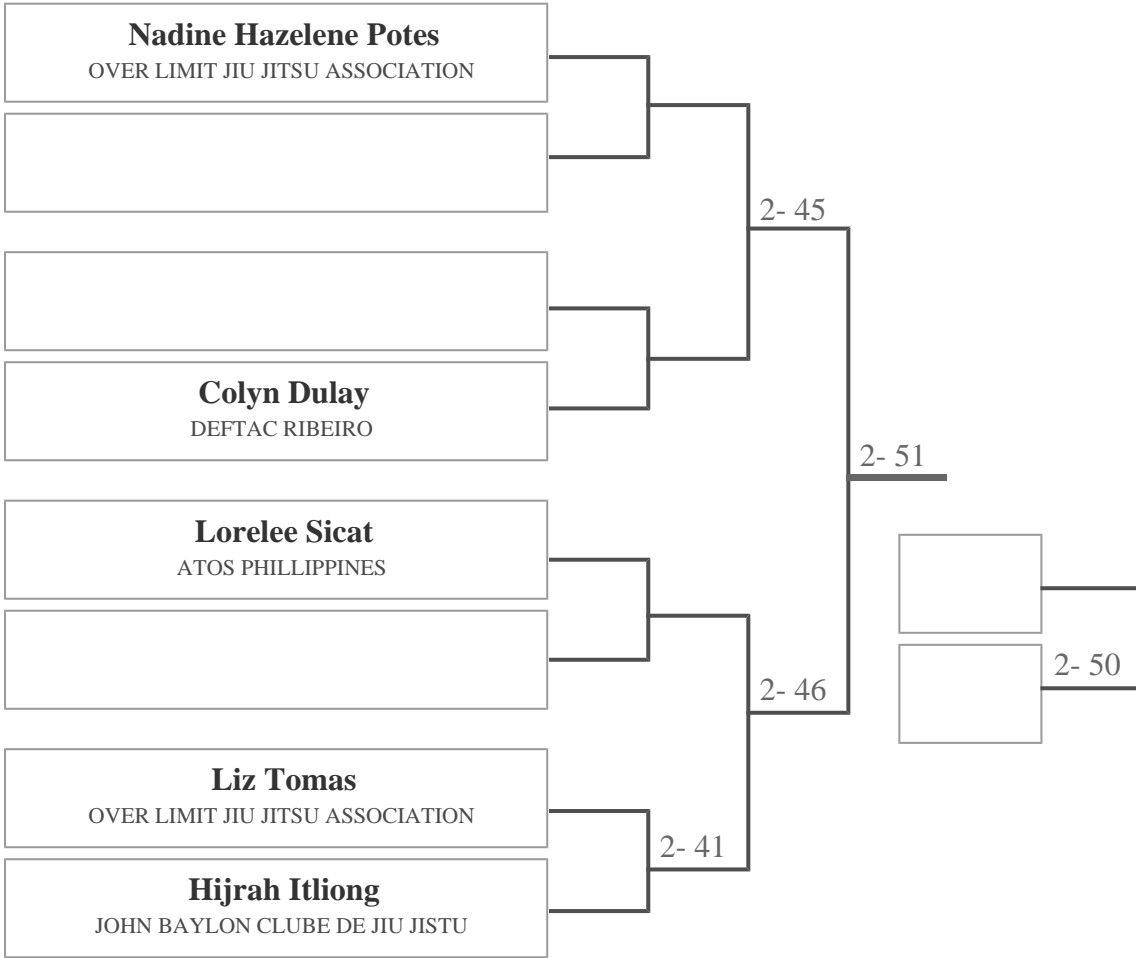 Nadine Hazelene Potes
OVER LIMIT JIU JITSU ASSOCIATION
2- 45
Colyn Dulay
DEFTAC RIBEIRO
2- 51
Lorelee Sicat
ATOS PHILLIPPINES
2- 50
2- 46
Liz Tomas
OVER LIMIT JIU JITSU ASSOCIATION
2- 41
Hijrah Itliong
JOHN BAYLON CLUBE DE JIU JISTU